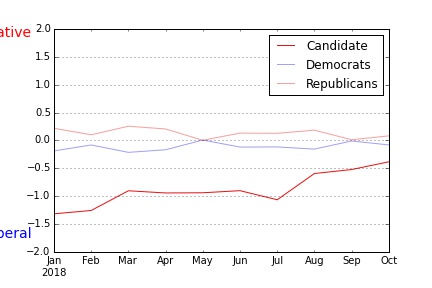 ative
2.0
1.5
1.0
0.5
0.0
−0.5
−1.0
−1.5
−2.0
beral
Candidate
Democrats
Republicans
Jan Feb Mar Apr May Jun Jul Aug Sep Oct
2018